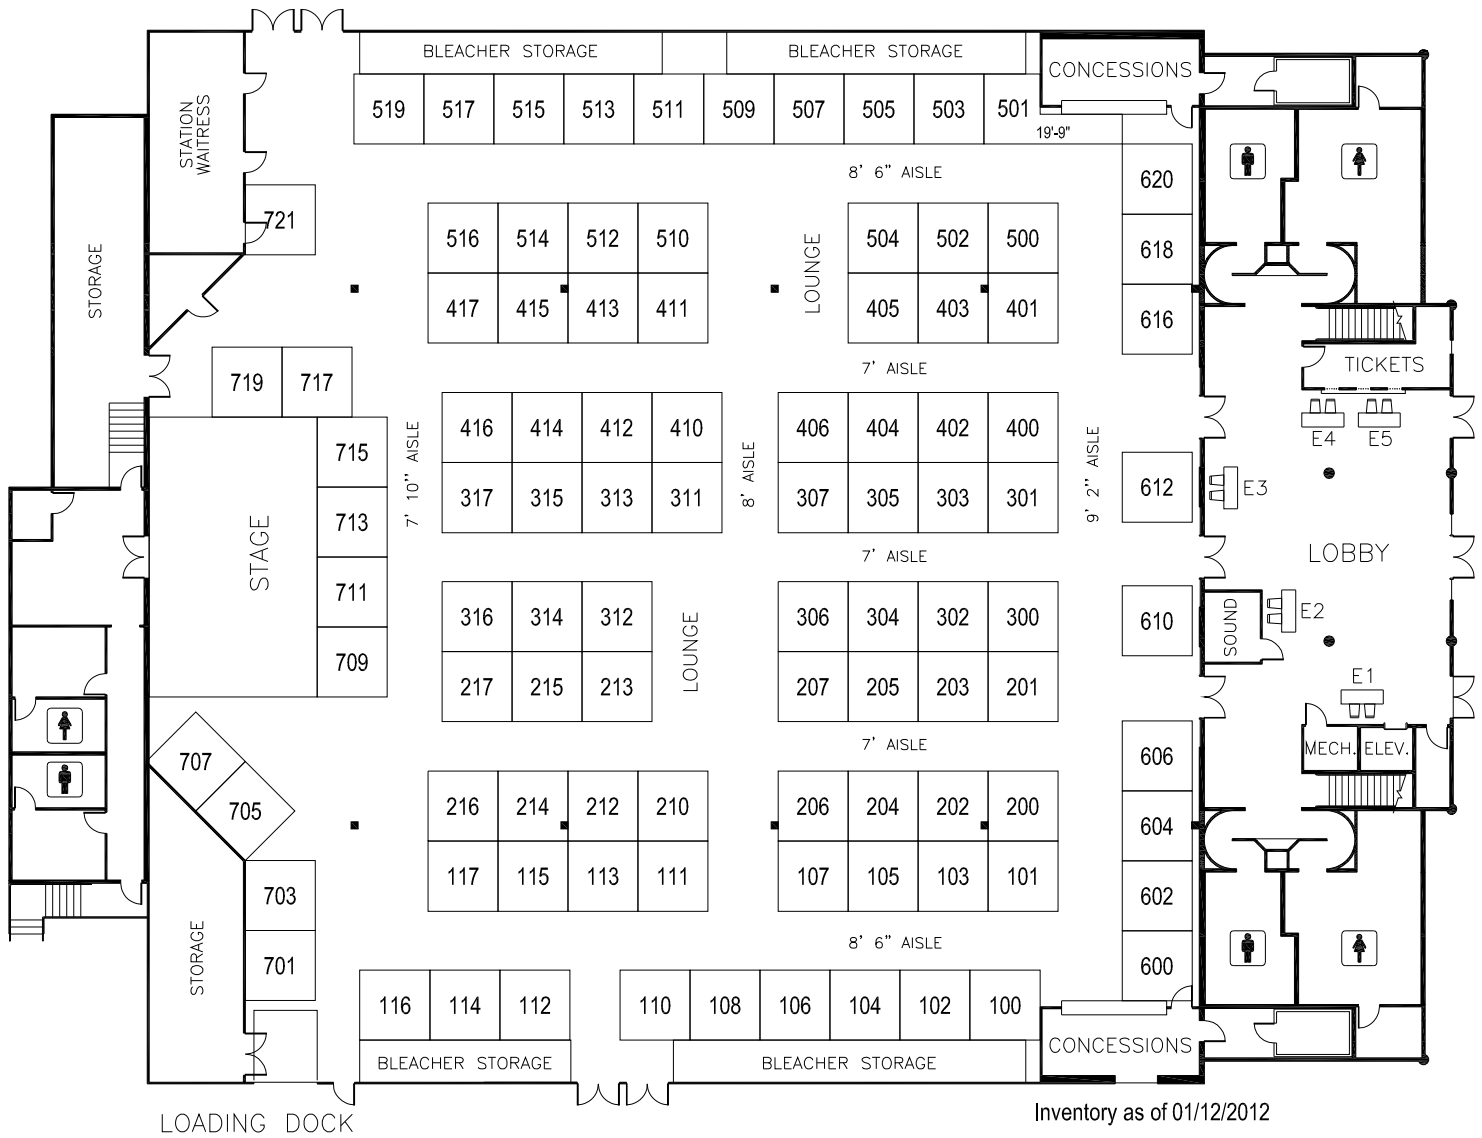 BLEACHER STORAGE
BLEACHER STORAGE
CONCESSIONS
519 517 515 513 511 509 507 505 503 501
19'-9"
STATION
WAITRESS
8' 6" AISLE
620
721
STORAGE
516 514 512 510
LOUNGE
504 502 500
618
417 415 413 411
405 403 401
616
719 717
7' AISLE
TICKETS
715
7' 10" AISLE
416 414 412 410
8' AISLE
406 404 402 400
9' 2" AISLE
E4 E5
713
317 315 313 311
307 305 303 301
612
E3
STAGE
7' AISLE
LOBBY
711
316 314 312
LOUNGE
306 304 302 300
610
SOUND
E2
709
217 215 213
207 205 203 201
E1
707
7' AISLE
606
MECH. ELEV.
705
216 214 212 210
206 204 202 200
604
703
117 115 113 111
107 105 103 101
602
STORAGE
701
8' 6" AISLE
600
116 114 112
110 108 106 104 102 100
BLEACHER STORAGE
BLEACHER STORAGE
CONCESSIONS
LOADING DOCK
Inventory as of 01/12/2012